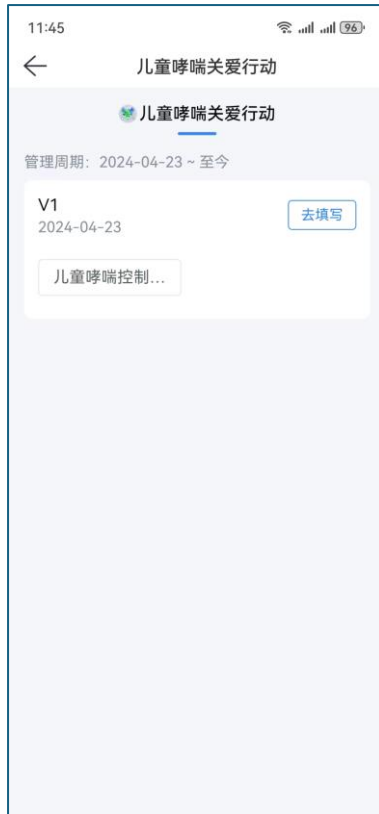 11:45
96
儿童哮喘关爱行动
儿童哮喘关爱行动
管理周期：2024-04-23 ~ 至今
V1
去填写
2024-04-23
儿童哮喘控制...